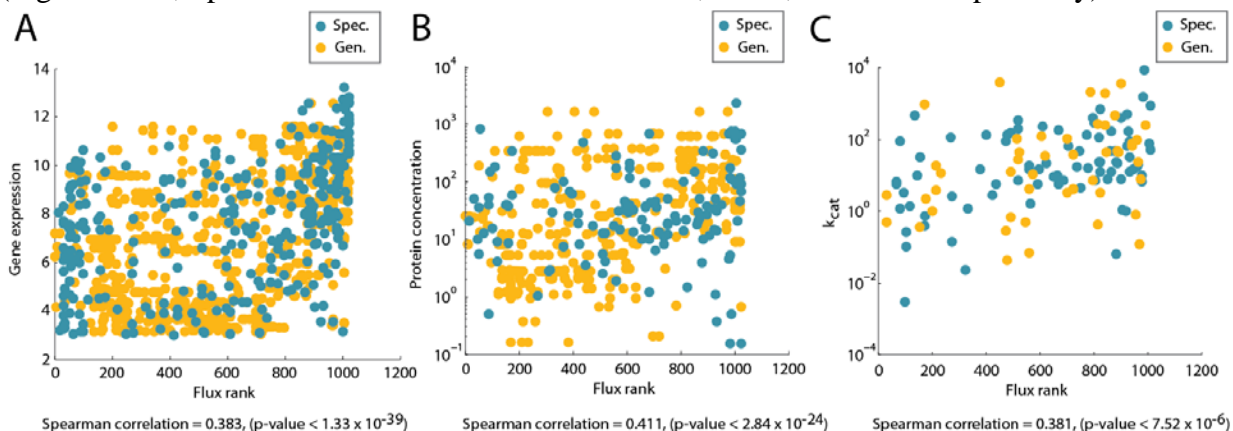 A
Spec.
Gen.
14
12
10
8
6
4
2
Gene expression
0 200 400 600 800 1000 1200
Flux rank
Spearman correlation = 0.383, (p-value < 1.33 x 10-39)
B
Spec.
Gen.
10^4
10^3
10^2
10^1
10^0
10^-1
Protein concentration
0 200 400 600 800 1000 1200
Flux rank
Spearman correlation = 0.411, (p-value < 2.84 x 10-24)
C
Spec.
Gen.
10^4
10^2
10^0
10^-2
10^-4
kcat
0 200 400 600 800 1000 1200
Flux rank
Spearman correlation = 0.381, (p-value < 7.52 x 10-6)